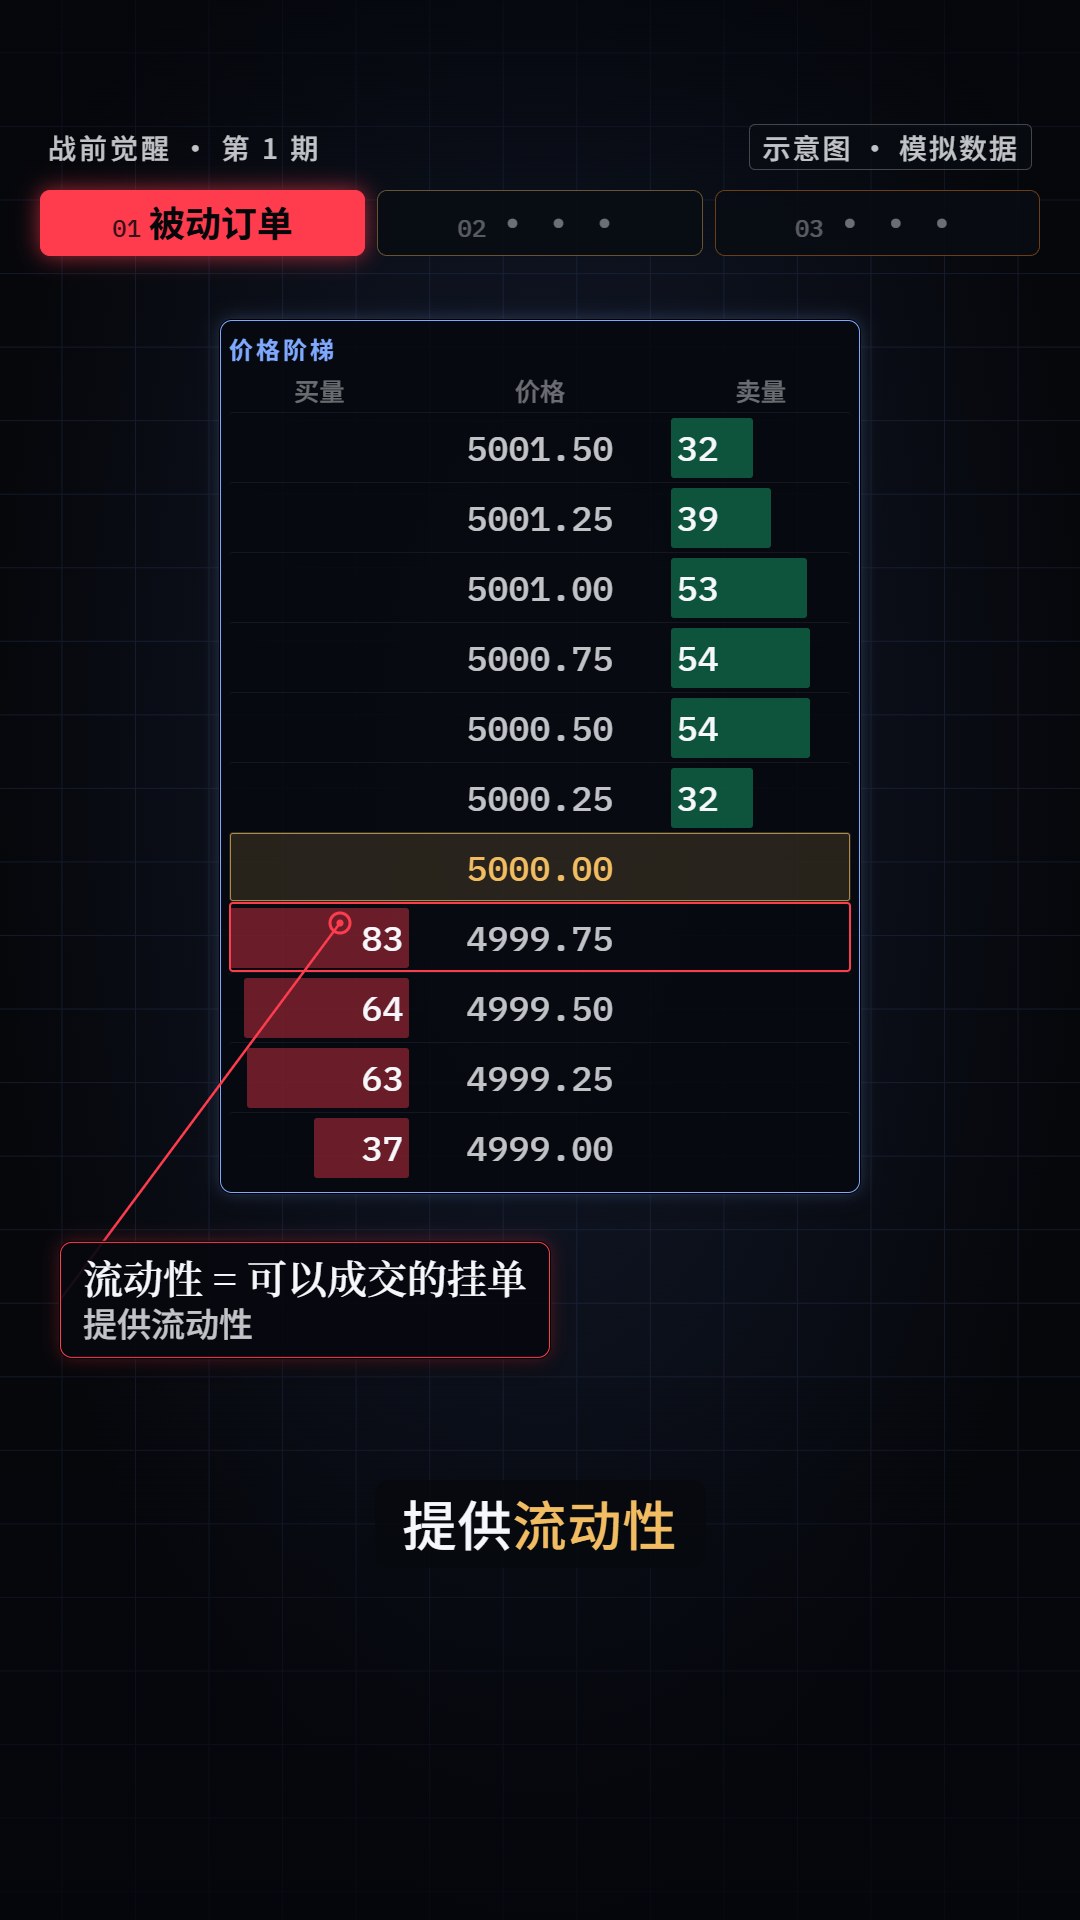 战前觉醒 · 第 1 期
示意图 · 模拟数据
01 被动订单
02 • • •
03 • • •
价格阶梯
买量 价格 卖量
5001.50 32
5001.25 39
5001.00 53
5000.75 54
5000.50 54
5000.25 32
5000.00
83 4999.75
64 4999.50
63 4999.25
37 4999.00
流动性 = 可以成交的挂单
提供流动性
提供流动性